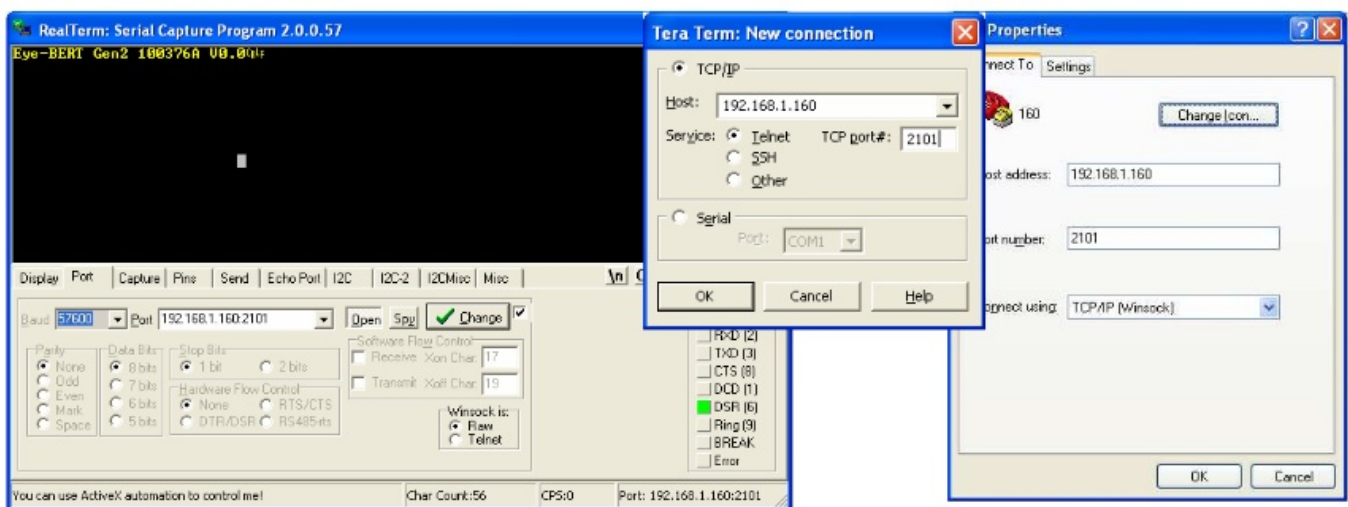 RealTerm: Serial Capture Program 2.0.0.57
Eye-BERT Gen2 100376A V0.0
Display Port Capture Pins Send Echo Port I2C I2C-2 I2CMisc Misc \n
Baud 57600 Port 192.168.1.160:2101 Open Spy Change
Parity
None
Odd
Even
Mark
Space
Data Bits
8 bits
7 bits
6 bits
5 bits
Stop Bits
1 bit 2 bits
Hardware Flow Control
None RTS/CTS
DTR/DSR RS485-rts
Software Flow Control
Receive Xon Char: 17
Transmit Xoff Char: 19
Winsock is:
Raw
Telnet
RXD (2)
TXD (3)
CTS (8)
DCD (1)
DSR (6)
Ring (9)
BREAK
Error
You can use ActiveX automation to control me! Char Count:56 CPS:0 Port: 192.168.1.160:2101
Tera Term: New connection
TCP/IP
Host: 192.168.1.160
Service: Telnet TCP port#: 2101
SSH
Other
Serial
Port: COM1
OK Cancel Help
Properties
nnect To Settings
160 Change Icon...
ost address: 192.168.1.160
ort number: 2101
onnect using: TCP/IP (Winsock)
OK Cancel